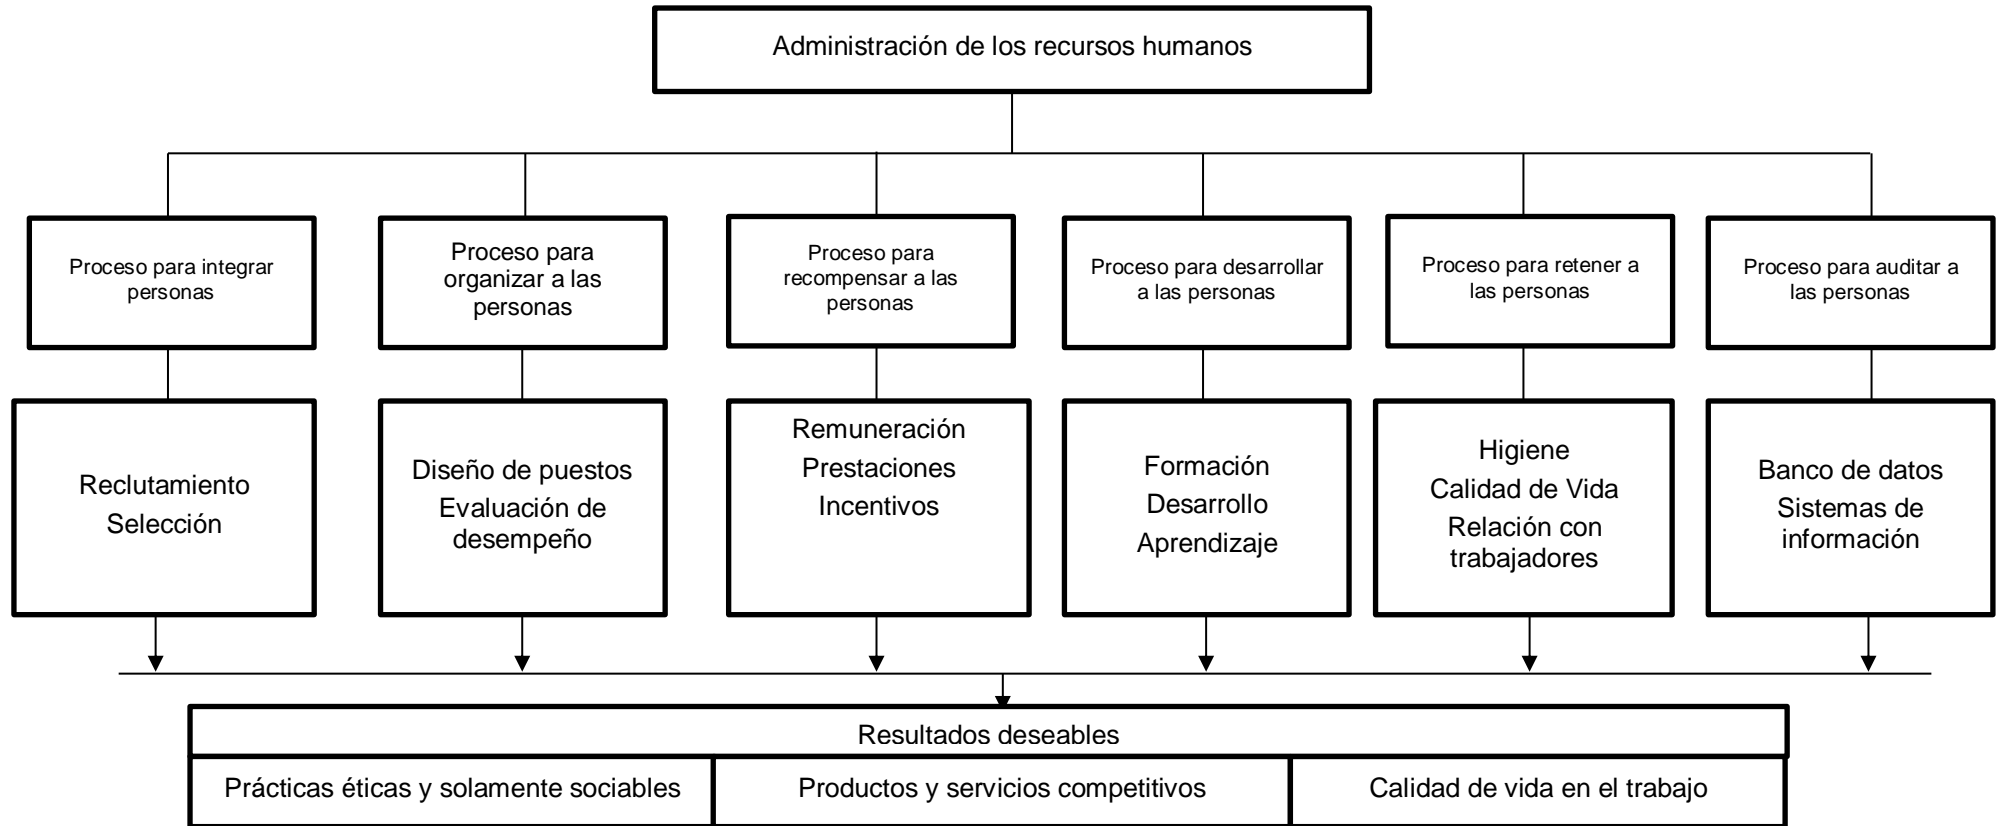 Administración de los recursos humanos
Proceso para integrar
personas
Proceso para
organizar a las
personas
Proceso para
recompensar a las
personas
Proceso para desarrollar
a las personas
Proceso para retener a
las personas
Proceso para auditar a
las personas
Reclutamiento
Selección
Diseño de puestos
Evaluación de
desempeño
Remuneración
Prestaciones
Incentivos
Formación
Desarrollo
Aprendizaje
Higiene
Calidad de Vida
Relación con
trabajadores
Banco de datos
Sistemas de
información
Resultados deseables
Prácticas éticas y solamente sociables
Productos y servicios competitivos
Calidad de vida en el trabajo